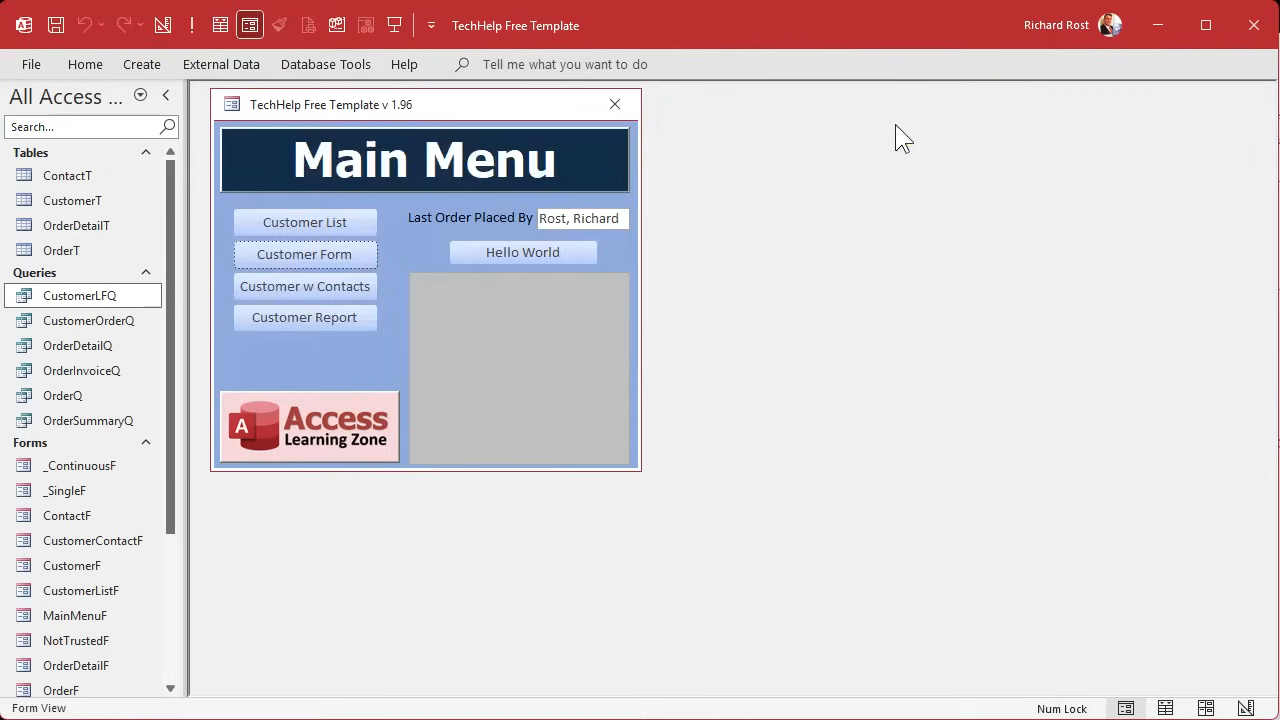 TechHelp Free Template
Richard Rost
File Home Create External Data Database Tools Help Tell me what you want to do
All Access ...
Search...
Tables
ContactT
CustomerT
OrderDetailT
OrderT
Queries
CustomerLFQ
CustomerOrderQ
OrderDetailQ
OrderInvoiceQ
OrderQ
OrderSummaryQ
Forms
_ContinuousF
_SingleF
ContactF
CustomerContactF
CustomerF
CustomerListF
MainMenuF
NotTrustedF
OrderDetailF
OrderF
TechHelp Free Template v 1.96
Main Menu
Customer List
Customer Form
Customer w Contacts
Customer Report
Last Order Placed By Rost, Richard
Hello World
A
Access
Learning Zone
Form View
Num Lock